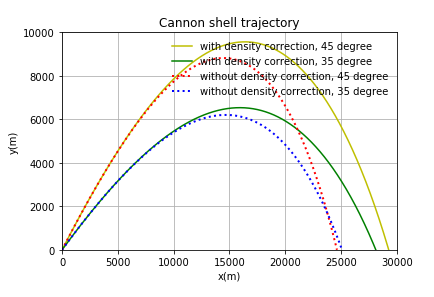 Cannon shell trajectory
10000
8000
6000
4000
2000
0
y(m)
with density correction, 45 degree
with density correction, 35 degree
without density correction, 45 degree
without density correction, 35 degree
0 5000 10000 15000 20000 25000 30000
x(m)